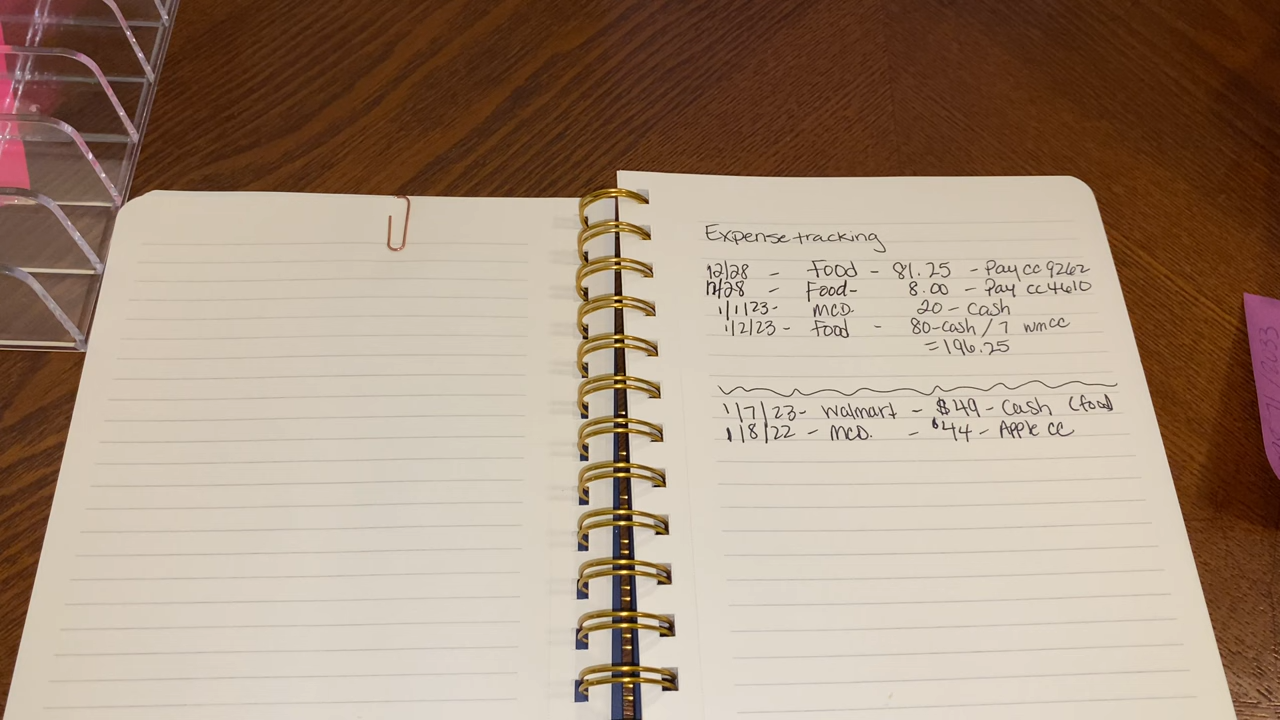 Expense tracking
12/28 - Food - 81.25 - Pay cc 9262
12/28 - Food- 8.00 - Pay cc 4610
1/1/23- McD. 20 - Cash
1/2/23- Food - 80-cash / 7 wmcc
=196.25
1/7/23- Walmart - $49 - Cash (food
1/8/22 - McD. - $44 - Apple cc